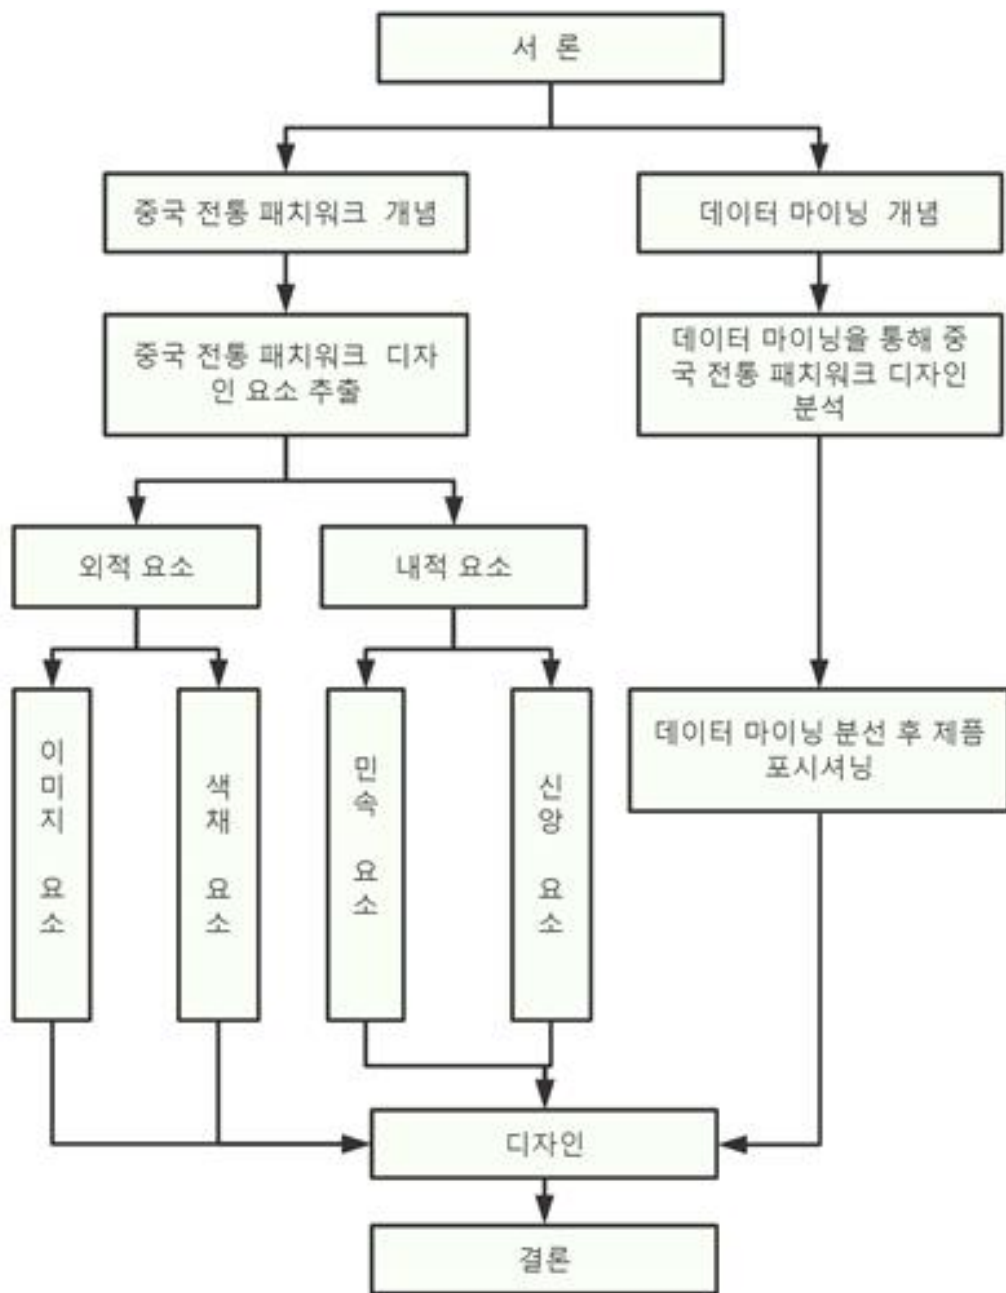 서 론
중국 전통 패치워크 개념
데이터 마이닝 개념
중국 전통 패치워크 디자
인 요소 추출
데이터 마이닝을 통해 중
국 전통 패치워크 디자인
분석
외적 요소
내적 요소
이미지 요소
색채 요소
민속 요소
신앙 요소
데이터 마이닝 분선 후 제픔
포시셔닝
디자인
결론